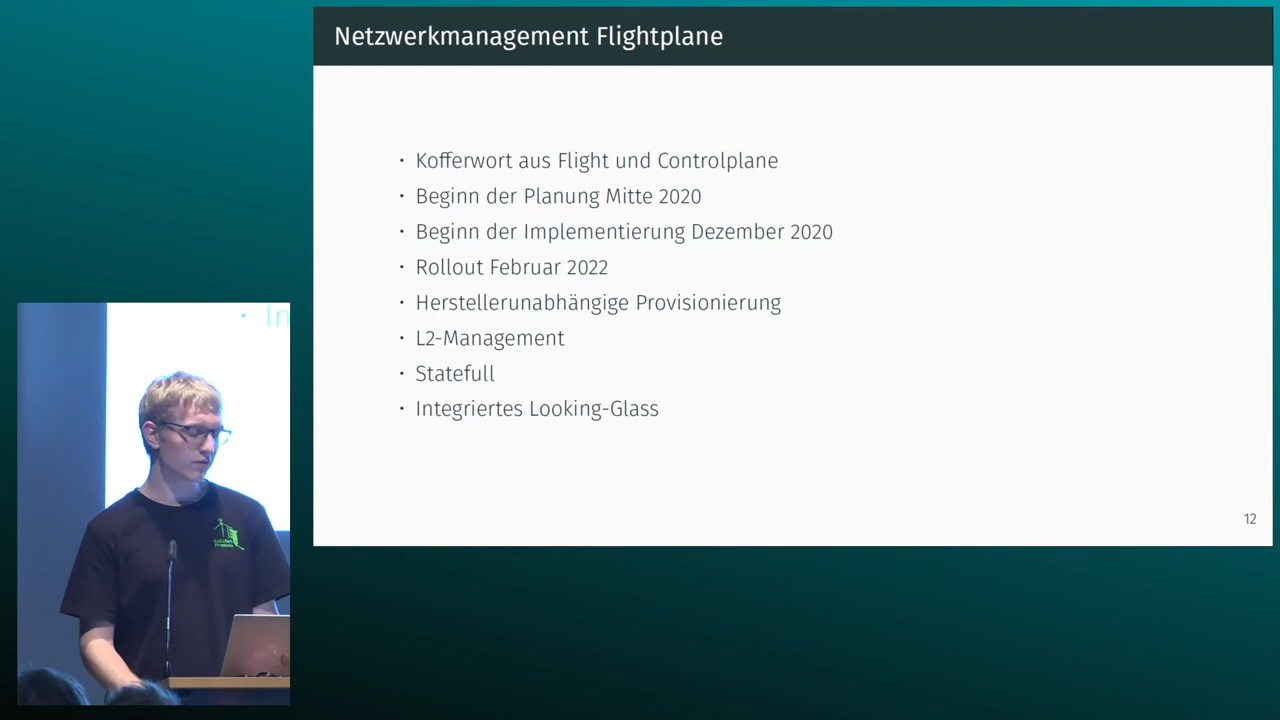 Netzwerkmanagement Flightplane
• Kofferwort aus Flight und Controlplane
• Beginn der Planung Mitte 2020
• Beginn der Implementierung Dezember 2020
• Rollout Februar 2022
• Herstellerunabhängige Provisionierung
• L2-Management
• Statefull
• Integriertes Looking-Glass
12
• In